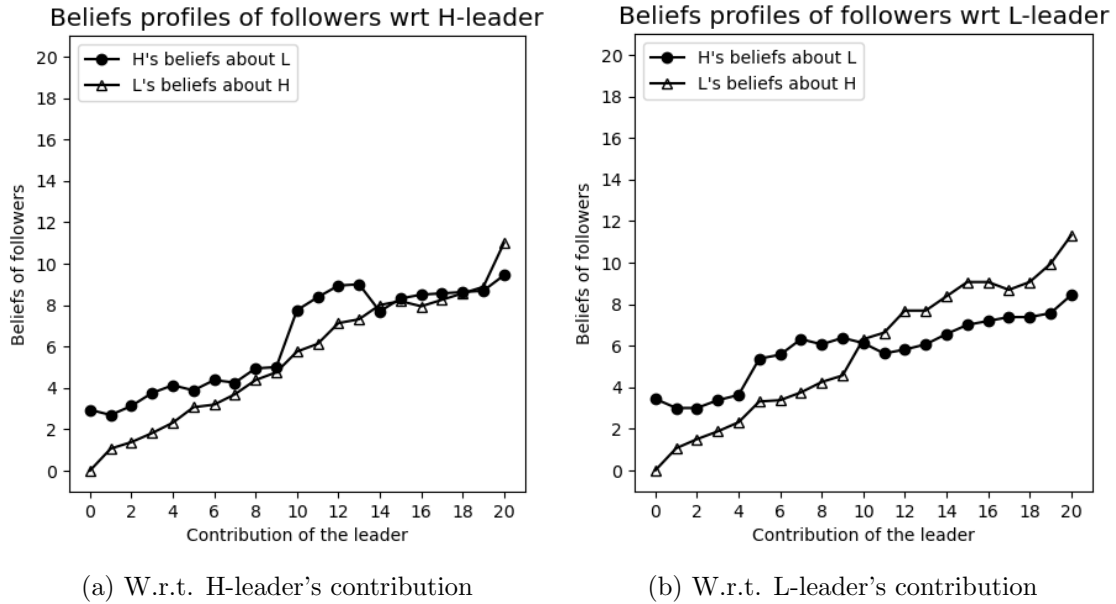 Beliefs profiles of followers wrt H-leader
H's beliefs about L
L's beliefs about H
20
18
16
14
12
10
8
6
4
2
0
Beliefs of followers
0 2 4 6 8 10 12 14 16 18 20
Contribution of the leader
(a) W.r.t. H-leader's contribution
Beliefs profiles of followers wrt L-leader
H's beliefs about L
L's beliefs about H
20
18
16
14
12
10
8
6
4
2
0
Beliefs of followers
0 2 4 6 8 10 12 14 16 18 20
Contribution of the leader
(b) W.r.t. L-leader's contribution